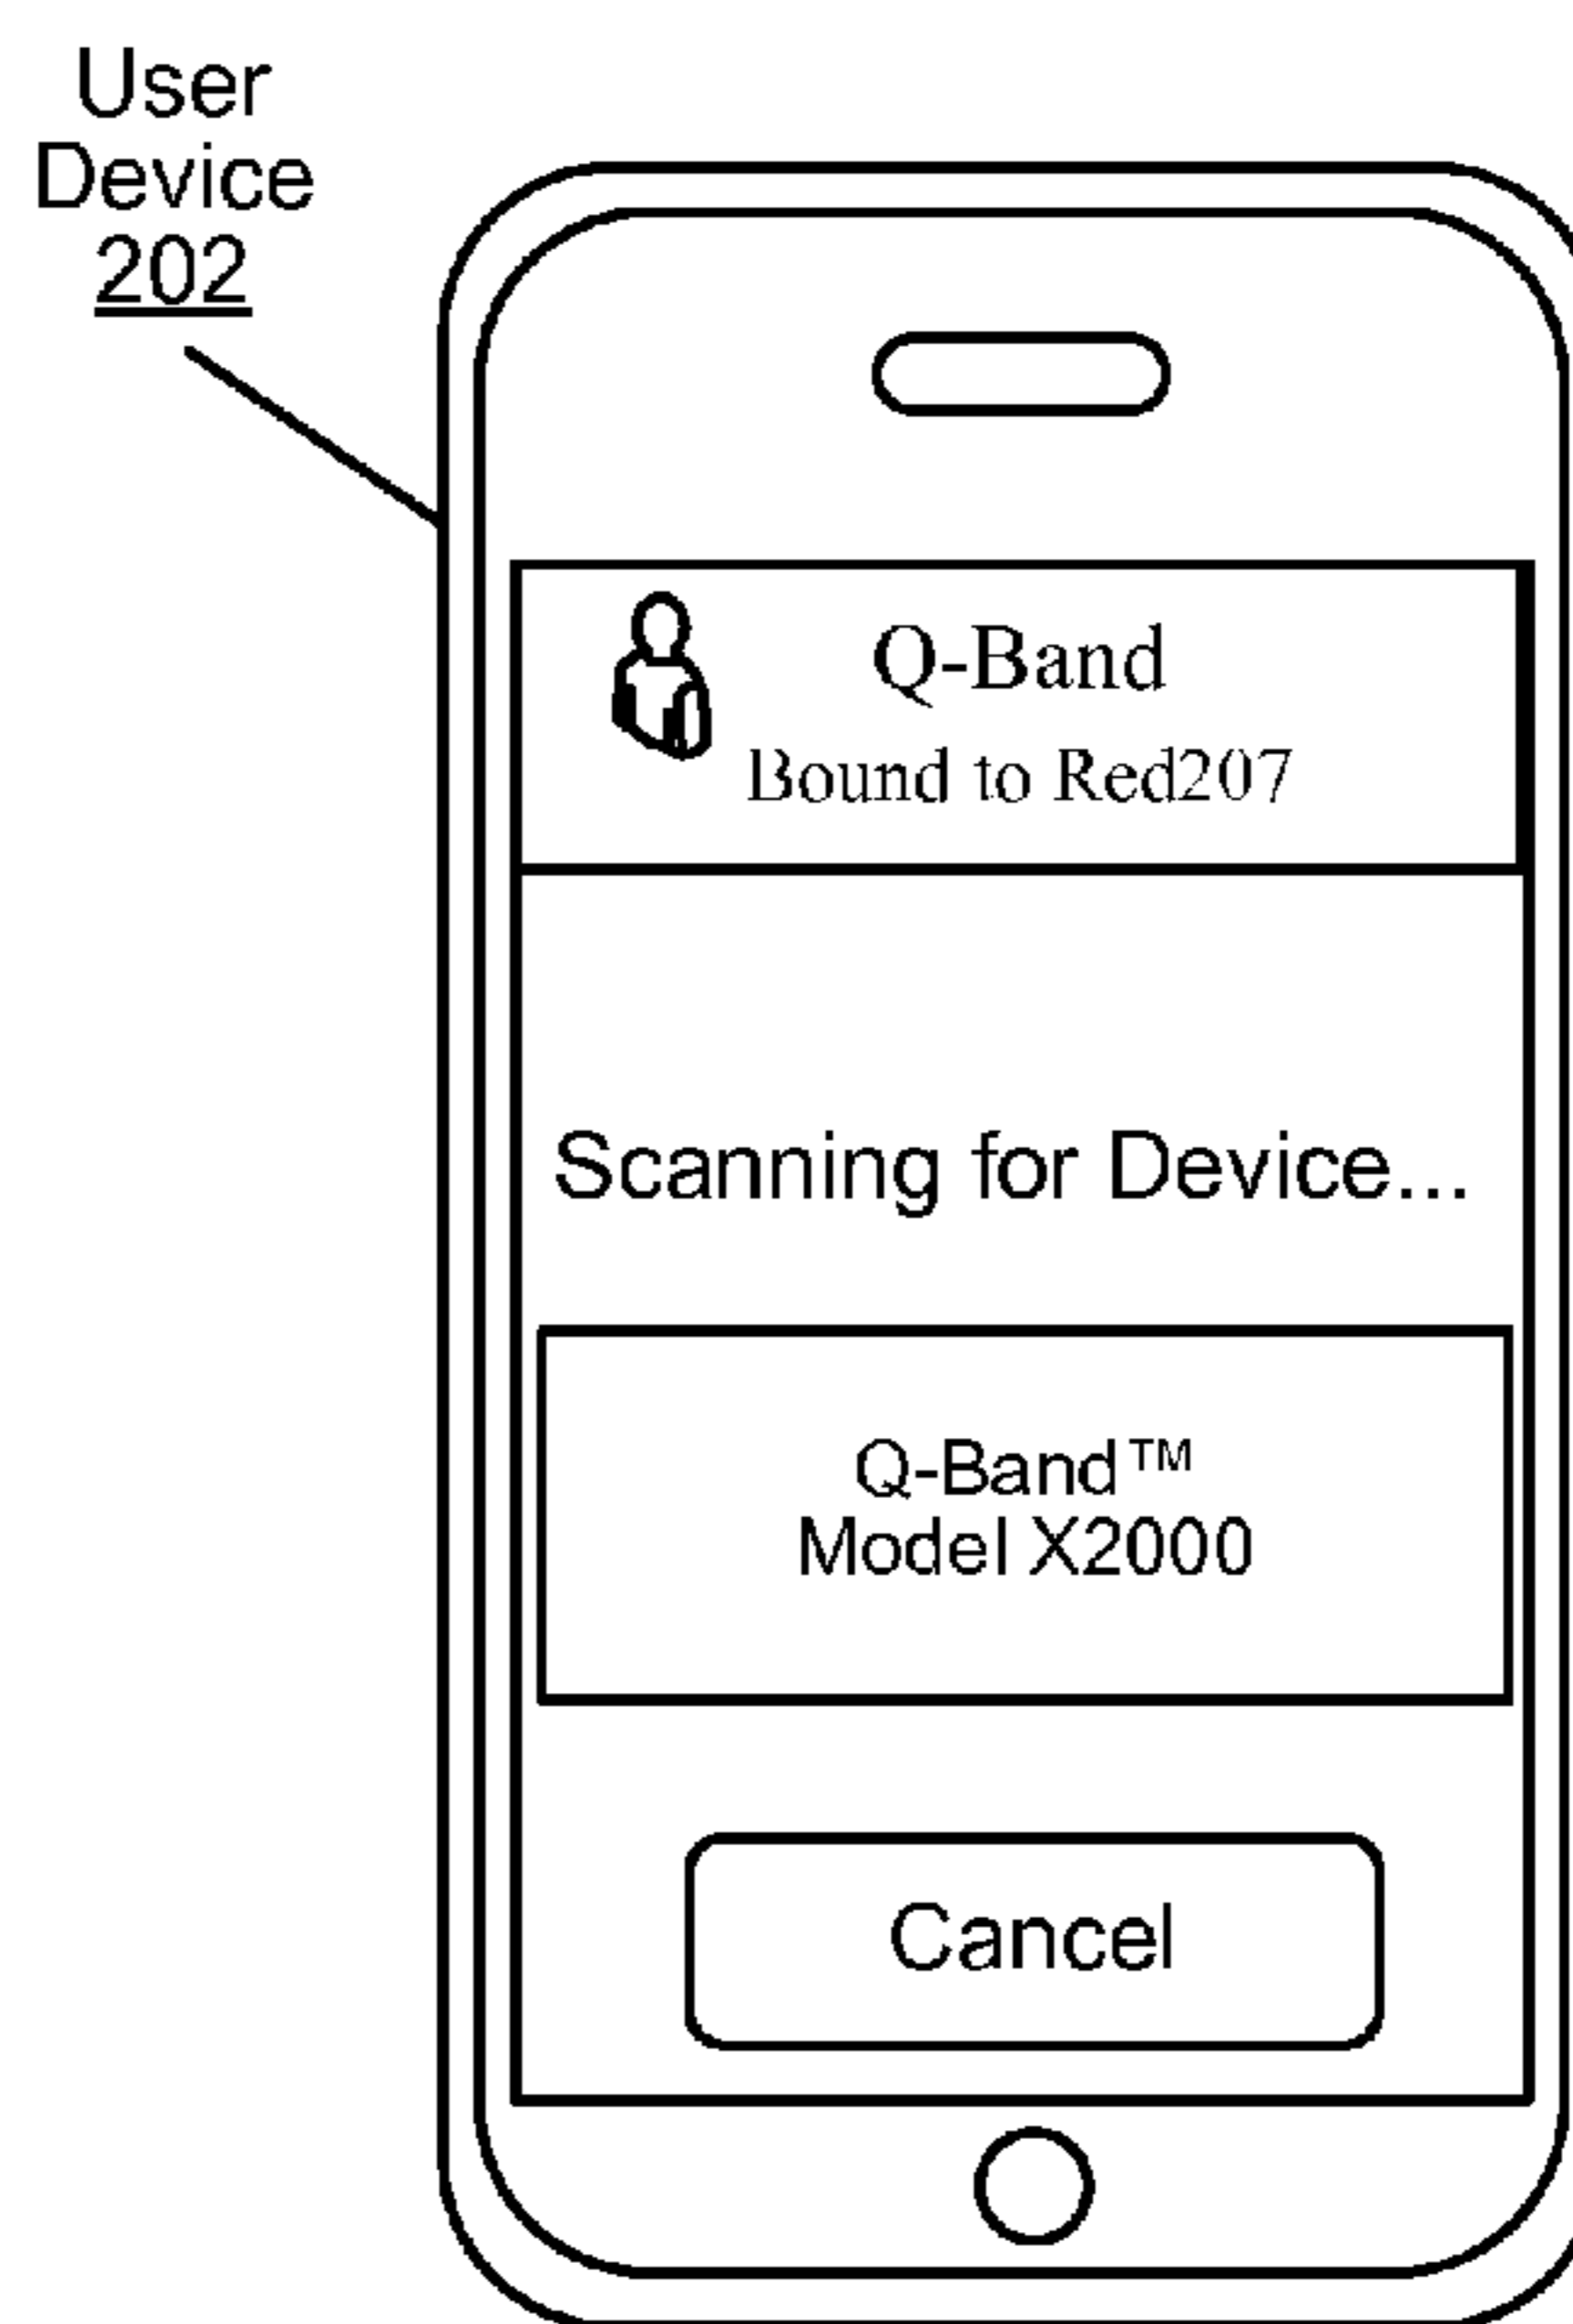 User
Device
202
Q-Band
Bound to Red207
Scanning for Device...
Q-Band™
Model X2000
Cancel